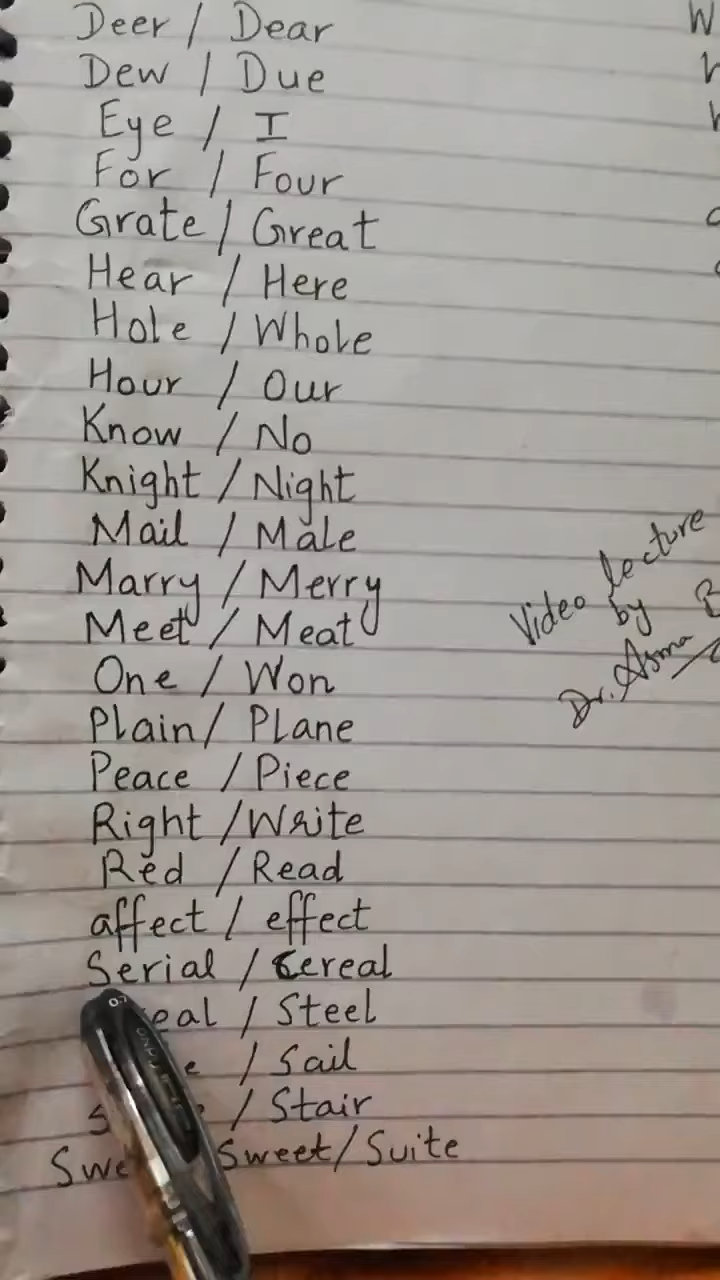 Deer / Dear
Dew / Due
Eye / I
For / Four
Grate / Great
Hear / Here
Hole / Whole
Hour / Our
Know / No
Knight / Night
Mail / Male
Marry / Merry
Meet / Meat
One / Won
Plain / Plane
Peace / Piece
Right / Write
Red / Read
affect / effect
Serial / Cereal
eal / Steel
e / Sail
S / Stair
Swe Sweet / Suite
Video lecture
by
Dr. Asma